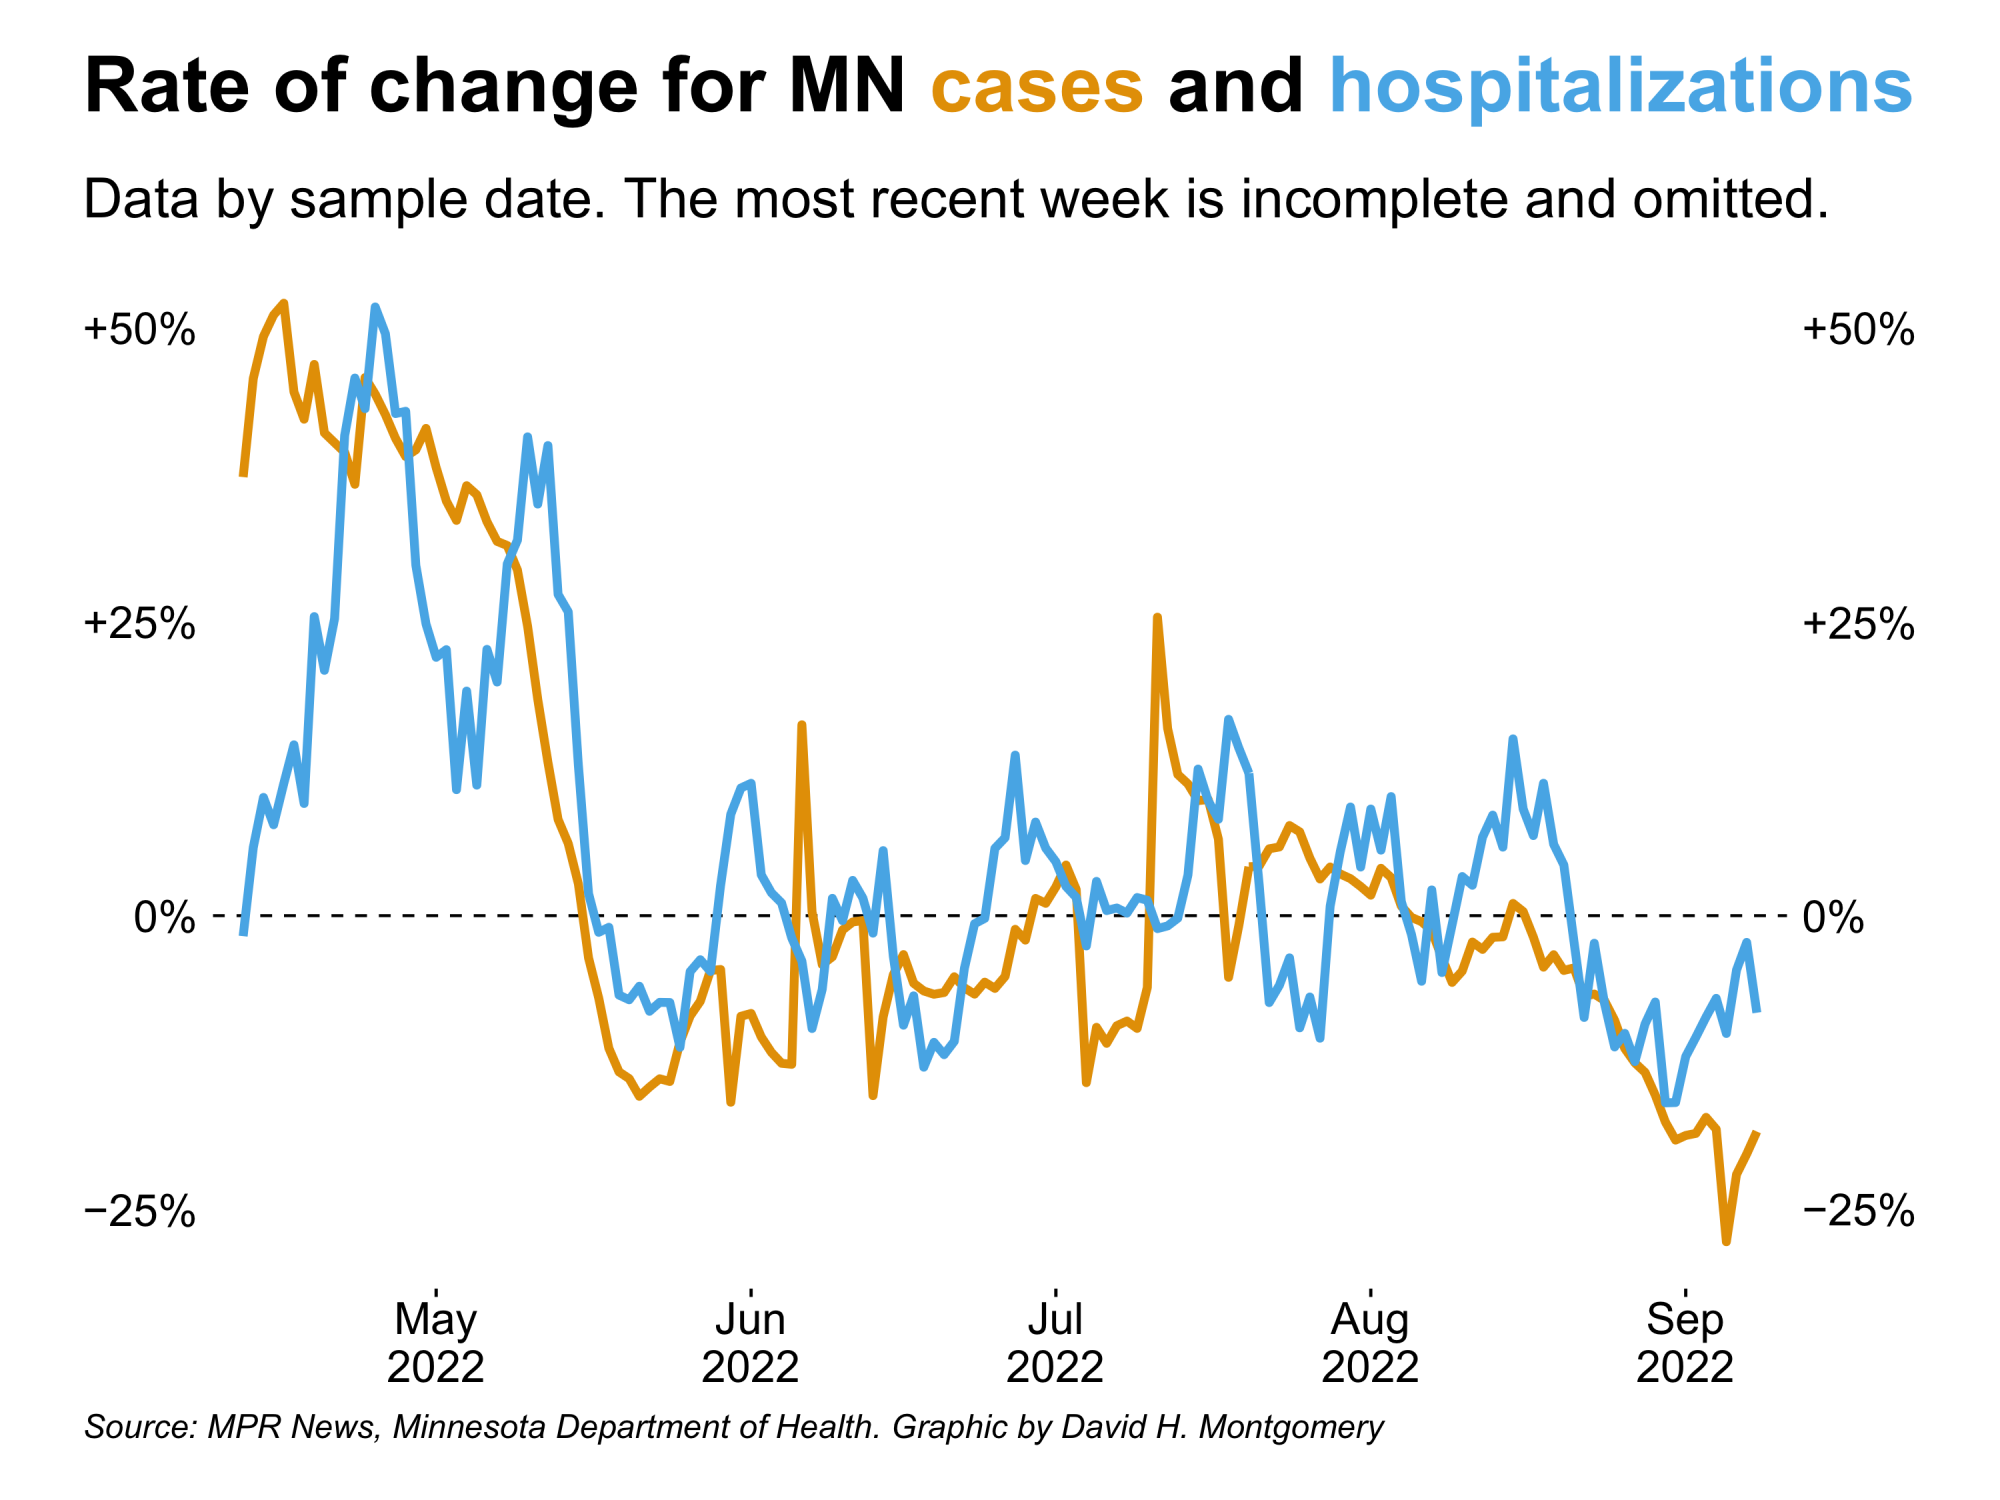 Rate of change for MN cases and hospitalizations
Data by sample date. The most recent week is incomplete and omitted.
+50% +50%
+25% +25%
0% 0%
−25% −25%
May Jun Jul Aug Sep
2022 2022 2022 2022 2022
Source: MPR News, Minnesota Department of Health. Graphic by David H. Montgomery